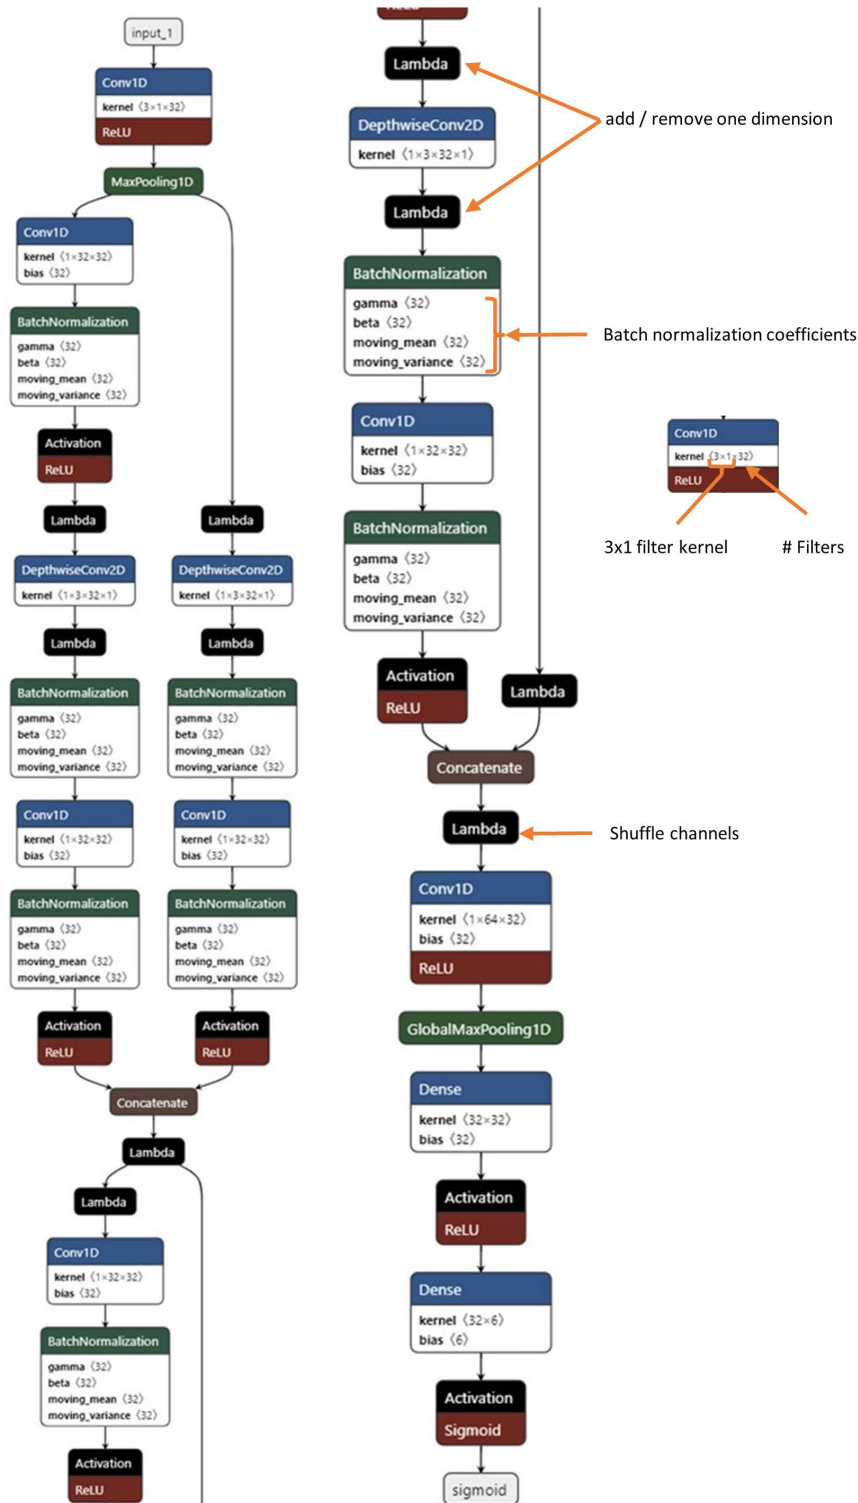 input_1
Conv1D
kernel ⟨3×1×32⟩
ReLU
MaxPooling1D
Conv1D
kernel ⟨1×32×32⟩
bias ⟨32⟩
BatchNormalization
gamma ⟨32⟩
beta ⟨32⟩
moving_mean ⟨32⟩
moving_variance ⟨32⟩
Activation
ReLU
Lambda
Lambda
DepthwiseConv2D
kernel ⟨1×3×32×1⟩
DepthwiseConv2D
kernel ⟨1×3×32×1⟩
Lambda
Lambda
BatchNormalization
gamma ⟨32⟩
beta ⟨32⟩
moving_mean ⟨32⟩
moving_variance ⟨32⟩
BatchNormalization
gamma ⟨32⟩
beta ⟨32⟩
moving_mean ⟨32⟩
moving_variance ⟨32⟩
Conv1D
kernel ⟨1×32×32⟩
bias ⟨32⟩
Conv1D
kernel ⟨1×32×32⟩
bias ⟨32⟩
BatchNormalization
gamma ⟨32⟩
beta ⟨32⟩
moving_mean ⟨32⟩
moving_variance ⟨32⟩
BatchNormalization
gamma ⟨32⟩
beta ⟨32⟩
moving_mean ⟨32⟩
moving_variance ⟨32⟩
Activation
ReLU
Activation
ReLU
Concatenate
Lambda
Lambda
Conv1D
kernel ⟨1×32×32⟩
bias ⟨32⟩
BatchNormalization
gamma ⟨32⟩
beta ⟨32⟩
moving_mean ⟨32⟩
moving_variance ⟨32⟩
Activation
ReLU
ReLU
Lambda
DepthwiseConv2D
kernel ⟨1×3×32×1⟩
Lambda
add / remove one dimension
BatchNormalization
gamma ⟨32⟩
beta ⟨32⟩
moving_mean ⟨32⟩
moving_variance ⟨32⟩
Batch normalization coefficients
Conv1D
kernel ⟨1×32×32⟩
bias ⟨32⟩
BatchNormalization
gamma ⟨32⟩
beta ⟨32⟩
moving_mean ⟨32⟩
moving_variance ⟨32⟩
Activation
ReLU
Lambda
Concatenate
Lambda
Shuffle channels
Conv1D
kernel ⟨1×64×32⟩
bias ⟨32⟩
ReLU
GlobalMaxPooling1D
Dense
kernel ⟨32×32⟩
bias ⟨32⟩
Activation
ReLU
Dense
kernel ⟨32×6⟩
bias ⟨6⟩
Activation
Sigmoid
sigmoid
Conv1D
kernel ⟨3×1×32⟩
ReLU
3x1 filter kernel
# Filters